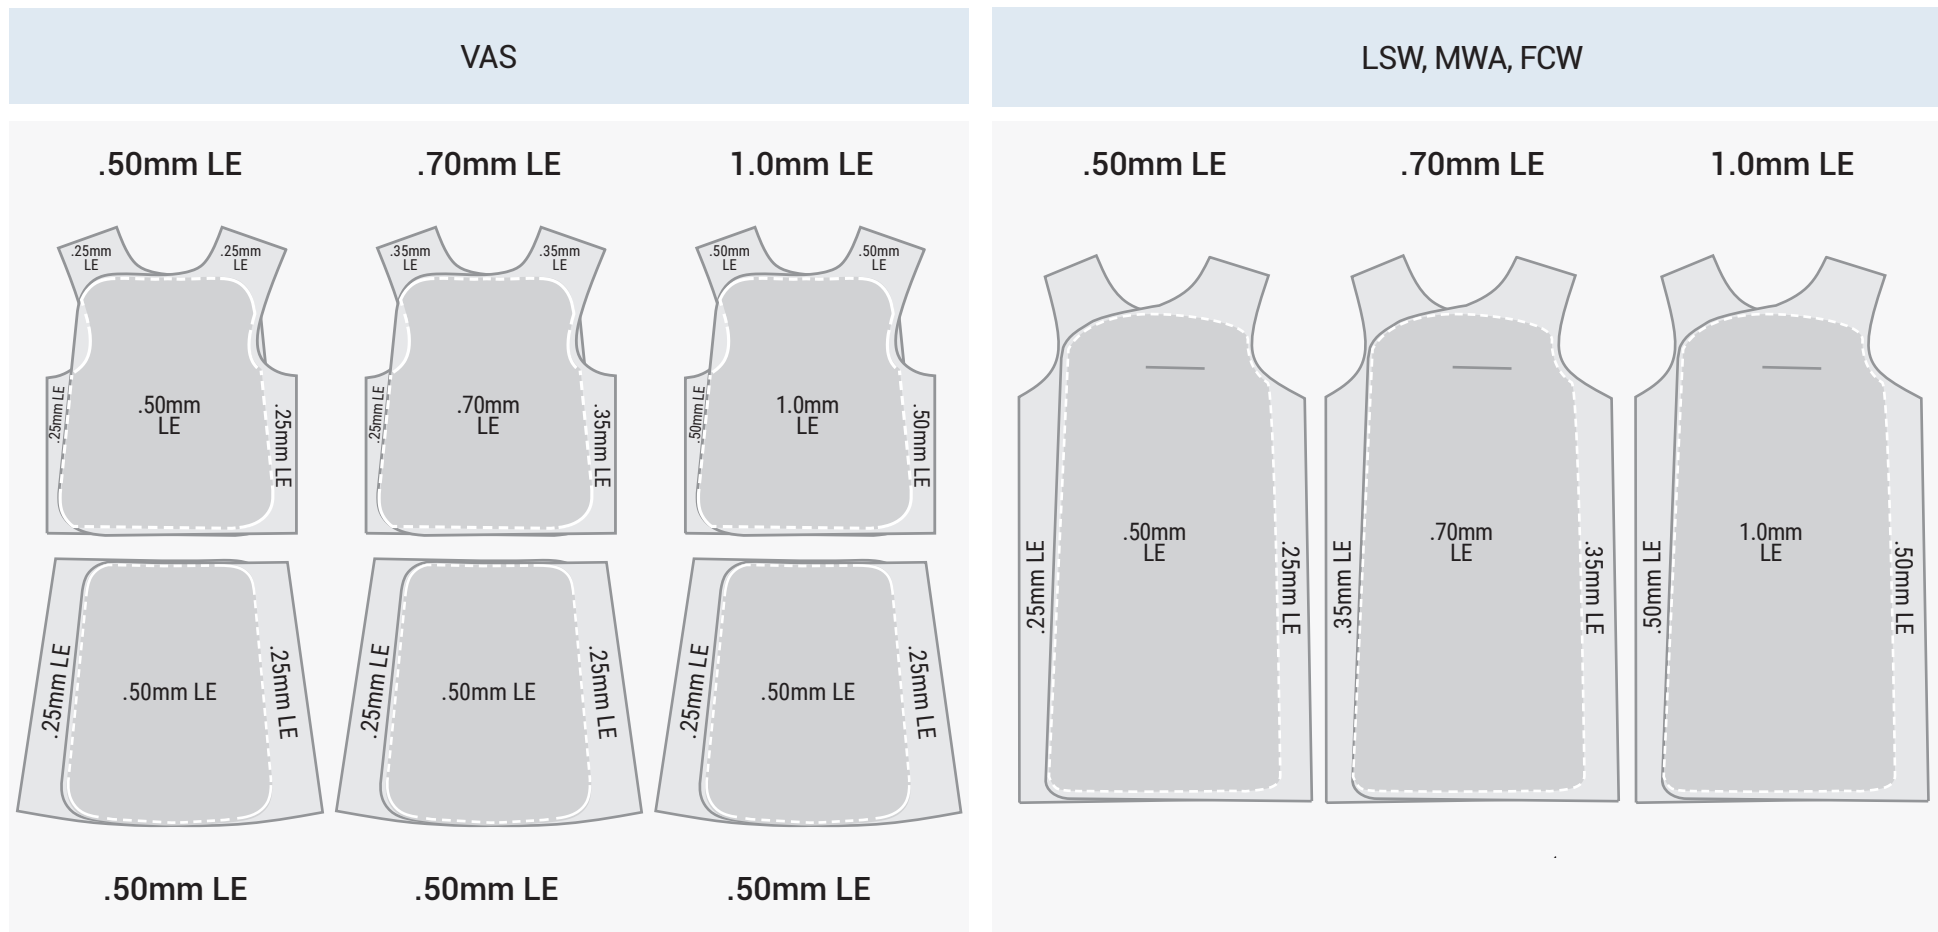 VAS
.50mm LE
.70mm LE
1.0mm LE
.25mm
LE
.25mm
LE
.35mm
LE
.35mm
LE
.50mm
LE
.50mm
LE
.25mm LE
.50mm
LE
.25mm LE
.25mm LE
.70mm
LE
.35mm LE
.50mm LE
1.0mm
LE
.50mm LE
.25mm LE
.50mm LE
.25mm LE
.25mm LE
.50mm LE
.25mm LE
.25mm LE
.50mm LE
.25mm LE
.50mm LE
.50mm LE
.50mm LE
LSW, MWA, FCW
.50mm LE
.70mm LE
1.0mm LE
.25mm LE
.50mm
LE
.25mm LE
.35mm LE
.70mm
LE
.35mm LE
.50mm LE
1.0mm
LE
.50mm LE